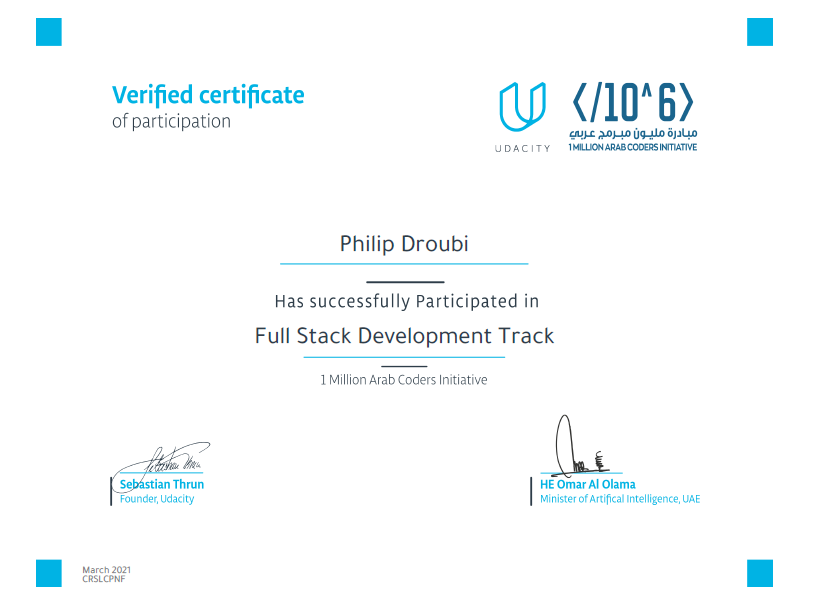 Verified certificate
of participation
UDACITY
</10^6>
مبادرة مليون مبرمج عربي
1 MILLION ARAB CODERS INITIATIVE
Philip Droubi
Has successfully Participated in
Full Stack Development Track
1 Million Arab Coders Initiative
Sebastian Thrun
Founder, Udacity
HE Omar Al Olama
Minister of Artifical Intelligence, UAE
March 2021
CRSLCPNF